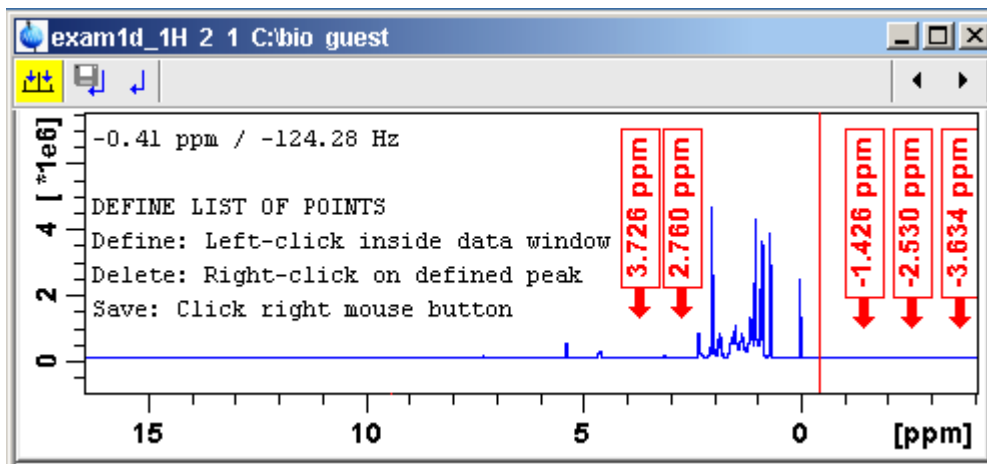 exam1d_1H 2 1 C:\bio guest
-0.41 ppm / -124.28 Hz
DEFINE LIST OF POINTS
Define: Left-click inside data window
Delete: Right-click on defined peak
Save: Click right mouse button
3.726 ppm
2.760 ppm
-1.426 ppm
-2.530 ppm
-3.634 ppm
[ *1e6]
4
2
0
15 10 5 0 [ppm]